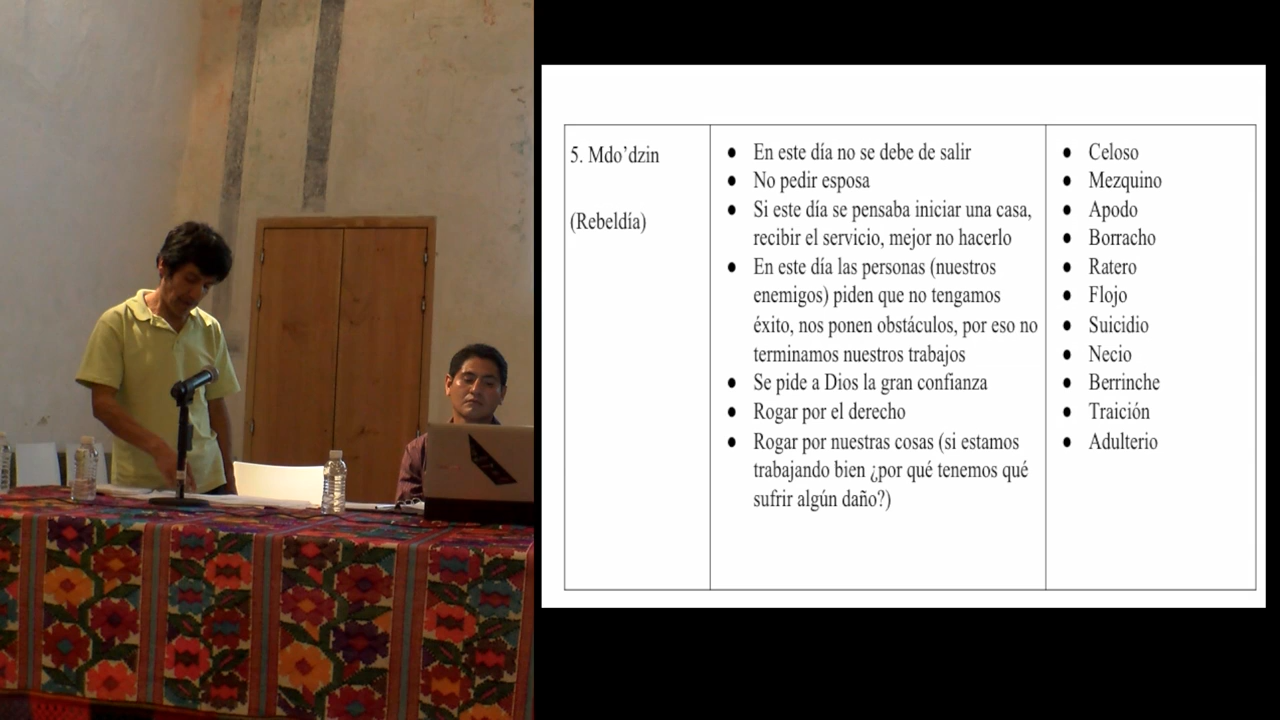 5. Mdo’dzin
(Rebeldía)
● En este día no se debe de salir
● No pedir esposa
● Si este día se pensaba iniciar una casa,
recibir el servicio, mejor no hacerlo
● En este día las personas (nuestros
enemigos) piden que no tengamos
éxito, nos ponen obstáculos, por eso no
terminamos nuestros trabajos
● Se pide a Dios la gran confianza
● Rogar por el derecho
● Rogar por nuestras cosas (si estamos
trabajando bien ¿por qué tenemos qué
sufrir algún daño?)
● Celoso
● Mezquino
● Apodo
● Borracho
● Ratero
● Flojo
● Suicidio
● Necio
● Berrinche
● Traición
● Adulterio